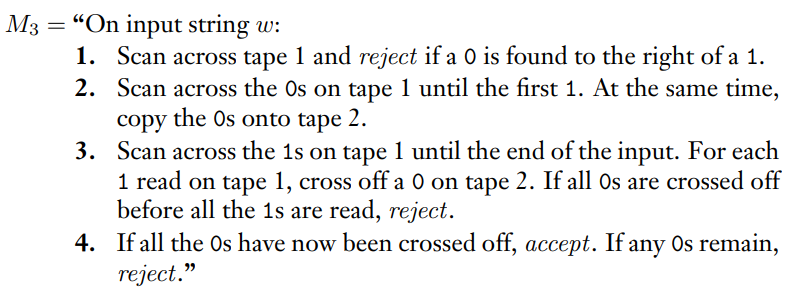 M3 = “On input string w:
1. Scan across tape 1 and reject if a 0 is found to the right of a 1.
2. Scan across the 0s on tape 1 until the first 1. At the same time,
copy the 0s onto tape 2.
3. Scan across the 1s on tape 1 until the end of the input. For each
1 read on tape 1, cross off a 0 on tape 2. If all 0s are crossed off
before all the 1s are read, reject.
4. If all the 0s have now been crossed off, accept. If any 0s remain,
reject.”